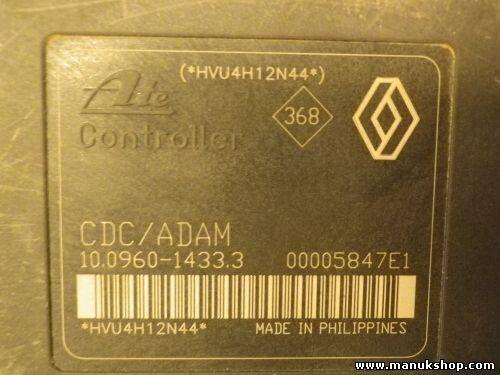 (*HVU4H12N44*)
Ate
Controller
368
CDC/ADAM
10.0960-1433.3 00005847E1
*HVU4H12N44* MADE IN PHILIPPINES
www.manukshop.com